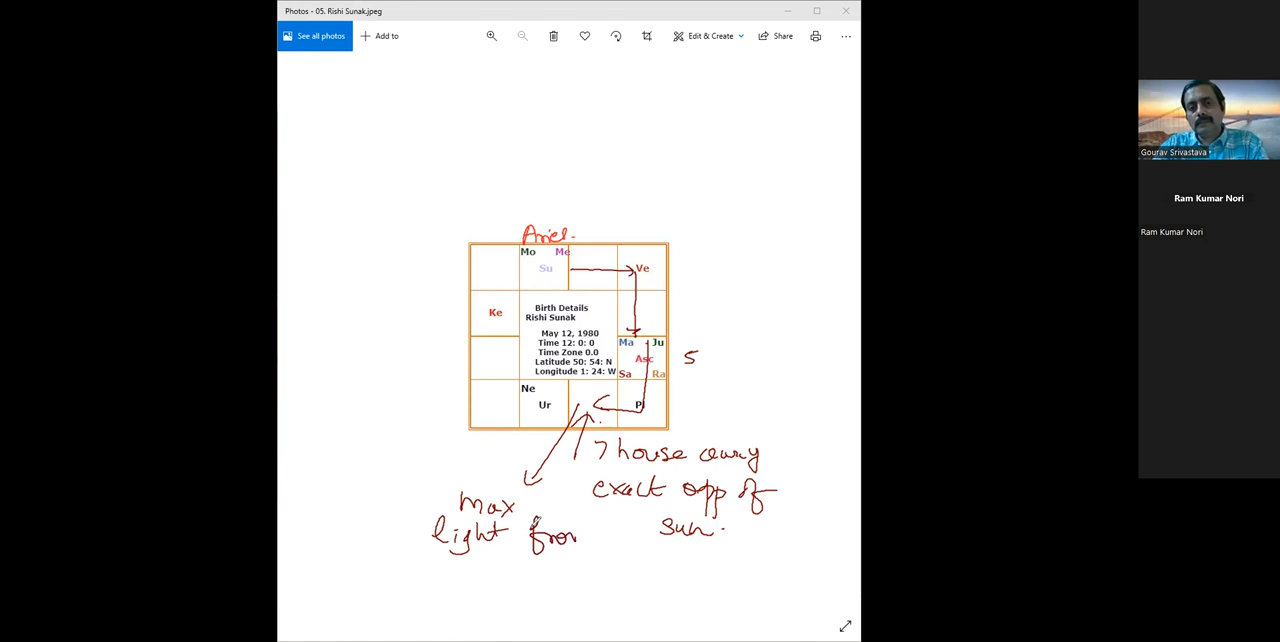 Photos - 05. Rishi Sunak.jpeg
See all photos
Add to
Edit & Create
Share
Gourav Srivastava
Ram Kumar Nori
Ram Kumar Nori
Aries.
Mo Me
Su
Ve
Ke
Birth Details
Rishi Sunak
May 12, 1980
Time 12: 0: 0
Time Zone 0.0
Latitude 50: 54: N
Longitude 1: 24: W
Ma Ju
Asc
Sa Ra
5
Ne
Ur
Pl
7 house away
exact opp of
sun.
Max
light from